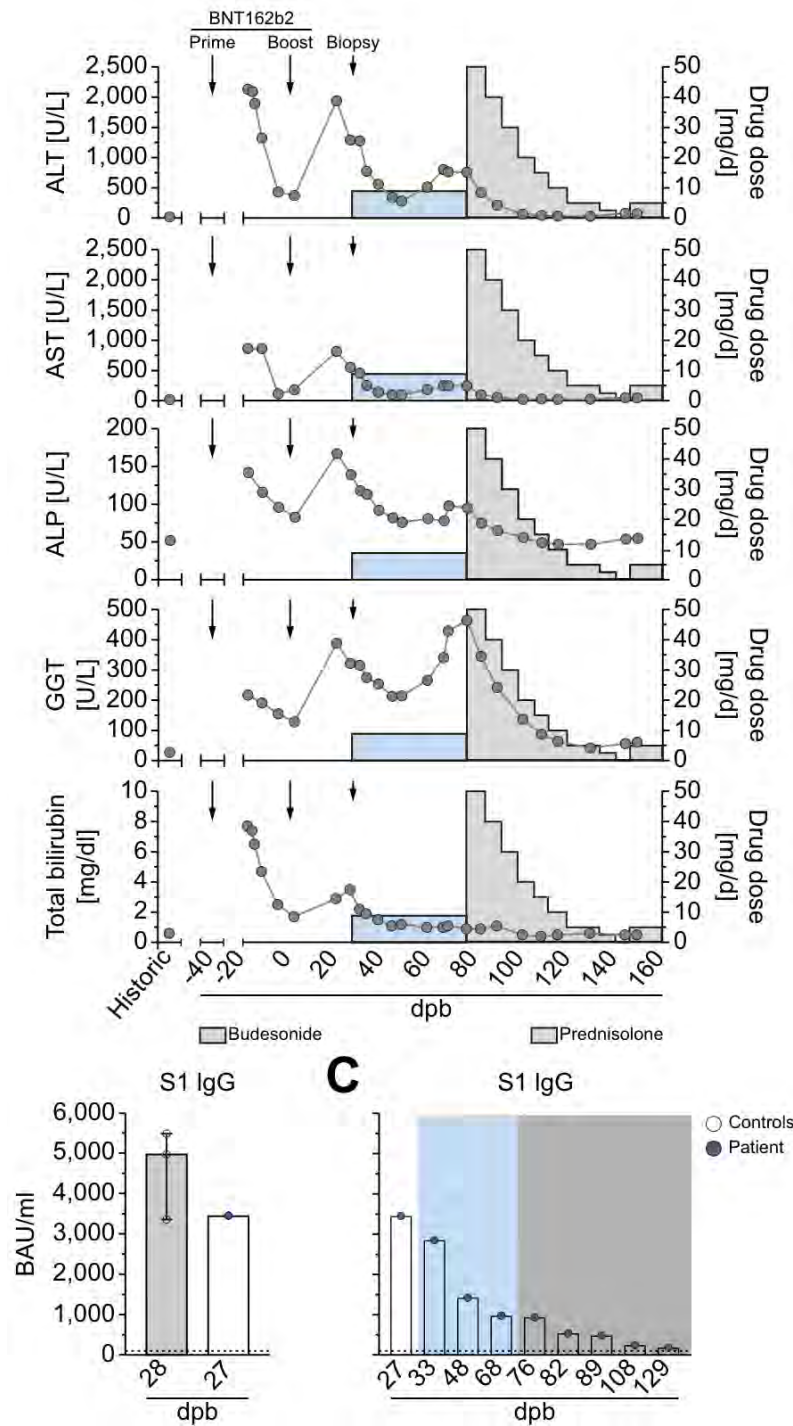 BNT162b2
Prime Boost Biopsy
2,500 50
2,000 40
1,500 30
1,000 20
500 10
0 0
ALT [U/L]
Drug dose
[mg/d]
2,500 50
2,000 40
1,500 30
1,000 20
500 10
0 0
AST [U/L]
Drug dose
[mg/d]
200 50
150 40
100 30
50 20
0 10
0
ALP [U/L]
Drug dose
[mg/d]
500 50
400 40
300 30
200 20
100 10
0 0
GGT
[U/L]
Drug dose
[mg/d]
10 50
8 40
6 30
4 20
2 10
0 0
Total bilirubin
[mg/dl]
Drug dose
[mg/d]
Historic -40 -20 0 20 40 60 80 100 120 140 160
dpb
Budesonide Prednisolone
S1 IgG C S1 IgG
6,000
5,000
4,000
3,000
2,000
1,000
0
BAU/ml
Controls
Patient
28 27
dpb
27 33 48 68 76 82 89 108 129
dpb